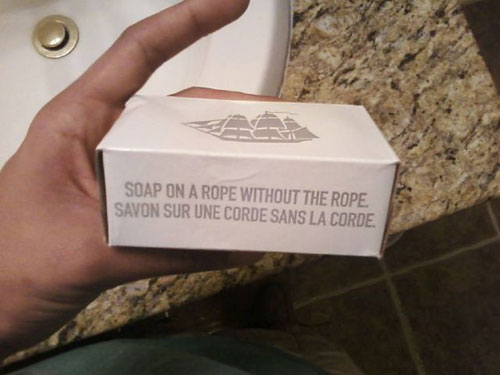 SOAP ON A ROPE WITHOUT THE ROPE.
SAVON SUR UNE CORDE SANS LA CORDE.